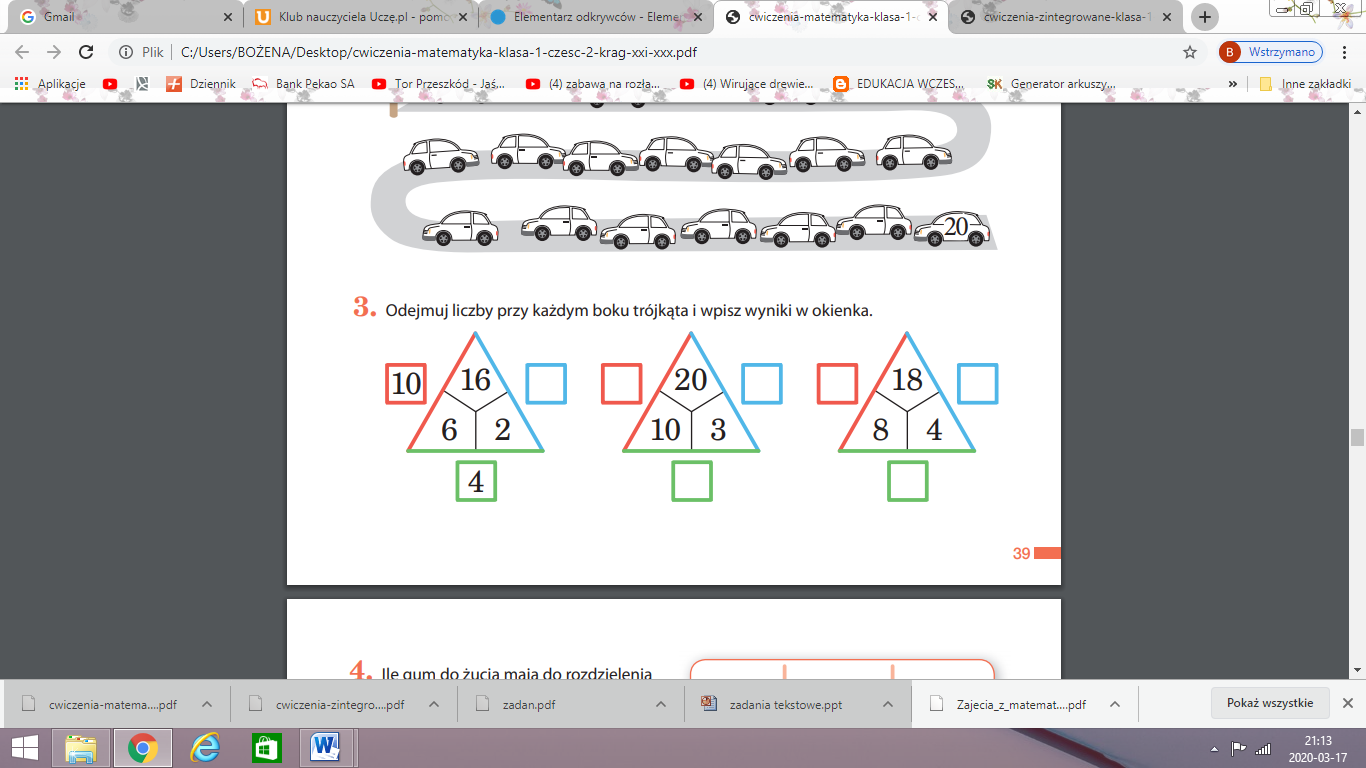 Gmail
Klub nauczyciela Uczę.pl - pomo
Elementarz odkrywców - Eleme
cwiczenia-matematyka-klasa-1-c
cwiczenia-zintegrowane-klasa-1
Plik | C:/Users/BOŻENA/Desktop/cwiczenia-matematyka-klasa-1-czesc-2-krag-xxi-xxx.pdf
B Wstrzymano
Aplikacje
Dziennik
Bank Pekao SA
Tor Przeszkód - Jaś...
(4) zabawa na rozła...
(4) Wirujące drewie...
EDUKACJA WCZES...
SK Generator arkuszy...
»
Inne zakładki
20
3. Odejmuj liczby przy każdym boku trójkąta i wpisz wyniki w okienka.
10 16 20 18
6 2 10 3 8 4
4
39
4. Ile gum do żucia mają do rozdzielenia
cwiczenia-matema....pdf
cwiczenia-zintegro....pdf
zadan.pdf
zadania tekstowe.ppt
Zajecia_z_matemat....pdf
Pokaż wszystkie
21:13
2020-03-17